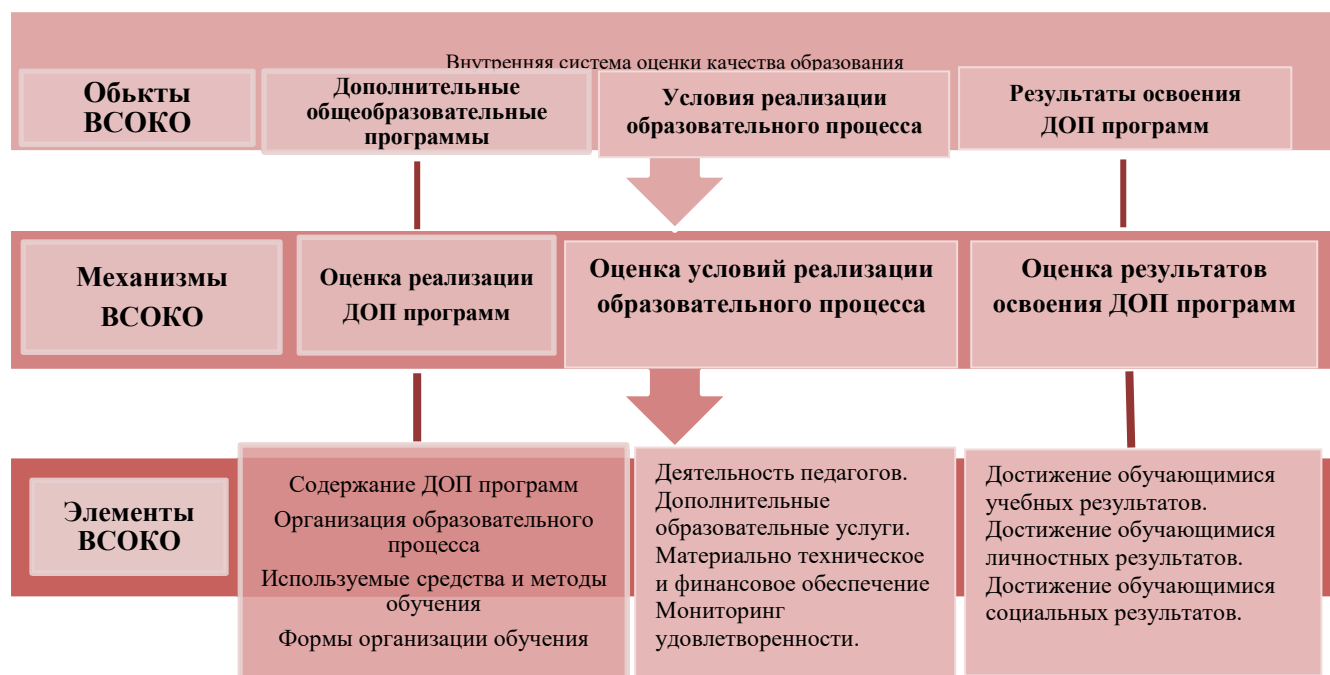 Внутренняя система оценки качества образования
Обькты
ВСОКО
Дополнительные
общеобразовательные
программы
Условия реализации
образовательного процесса
Результаты освоения
ДОП программ
Механизмы
ВСОКО
Оценка реализации
ДОП программ
Оценка условий реализации
образовательного процесса
Оценка результатов
освоения ДОП программ
Элементы
ВСОКО
Содержание ДОП программ
Организация образовательного
процесса
Используемые средства и методы
обучения
Формы организации обучения
Деятельность педагогов.
Дополнительные
образовательные услуги.
Материально техническое
и финансовое обеспечение
Мониторинг
удовлетворенности.
Достижение обучающимися
учебных результатов.
Достижение обучающимися
личностных результатов.
Достижение обучающимися
социальных результатов.